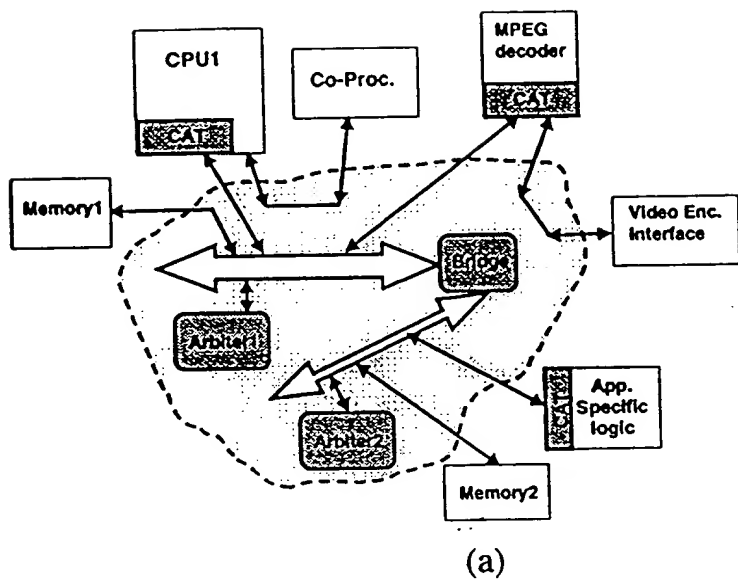 MPEG
decoder
CAT
CPU1
CAT
Co-Proc.
Memory1
Video Enc.
Interface
Bridge
Arbiter1
CAT
App.
Specific
logic
Arbiter2
Memory2
(a)